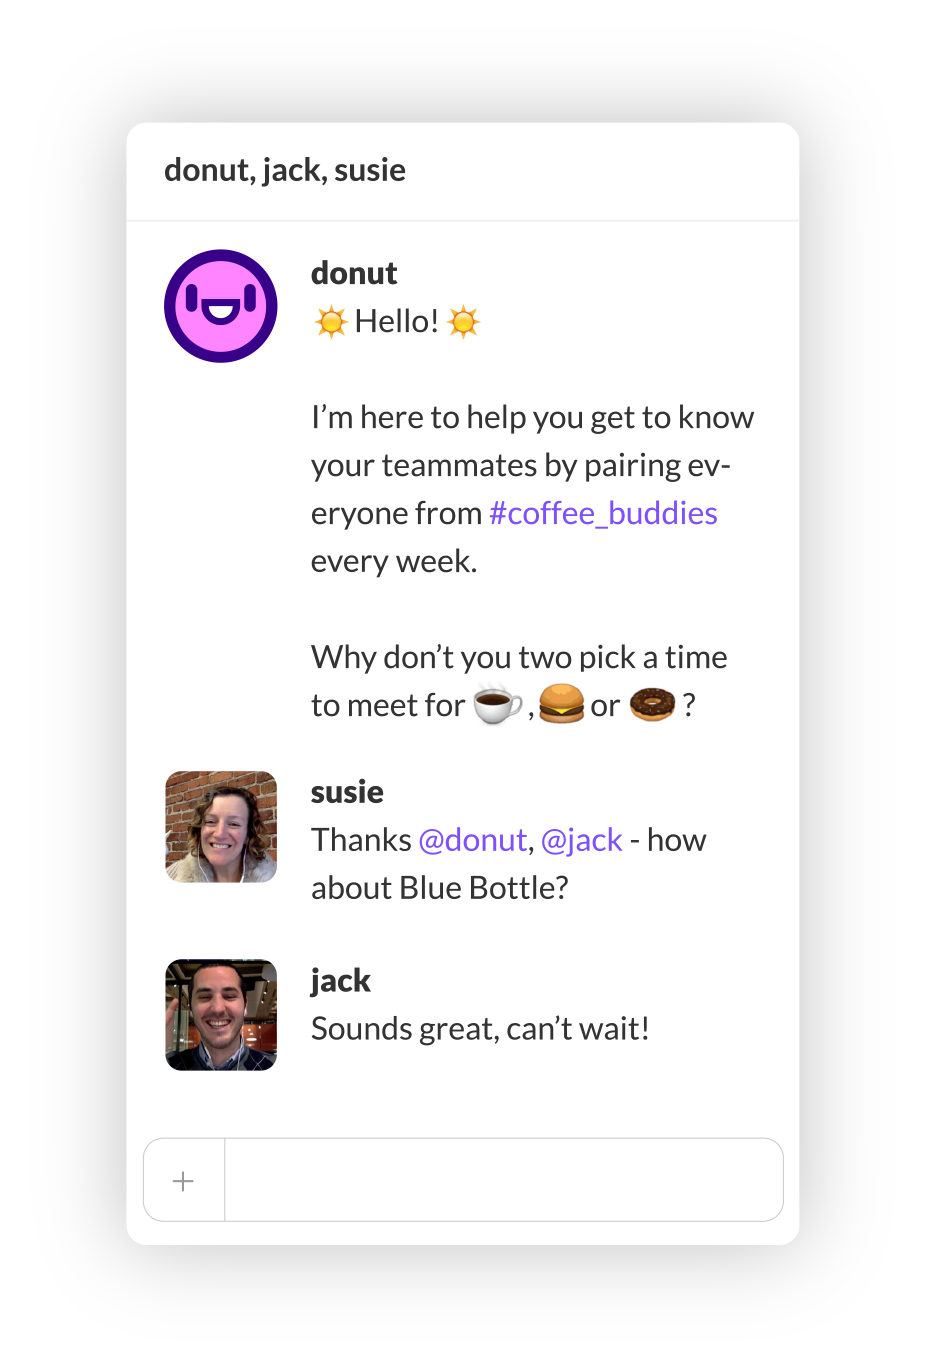 donut, jack, susie
donut
☀️ Hello! ☀️
I’m here to help you get to know
your teammates by pairing ev-
eryone from #coffee_buddies
every week.
Why don’t you two pick a time
to meet for ☕, 🍔 or 🍩 ?
susie
Thanks @donut, @jack - how
about Blue Bottle?
jack
Sounds great, can’t wait!